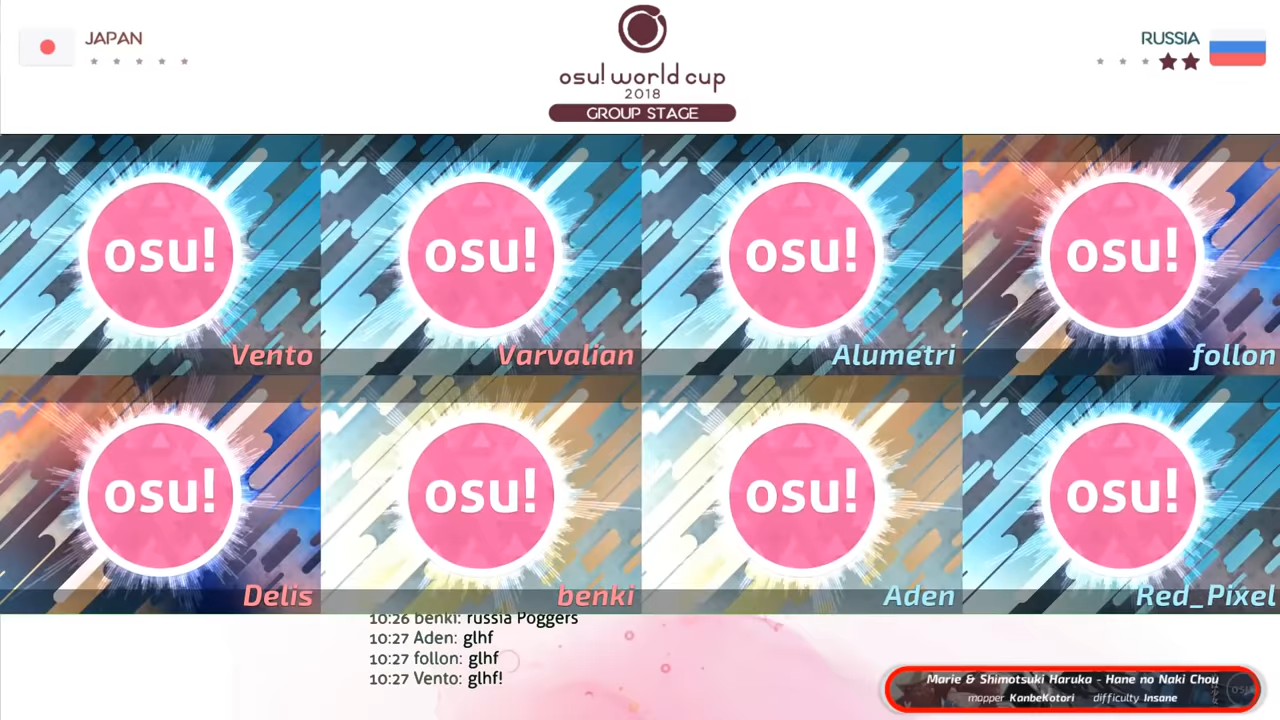 JAPAN
RUSSIA
osu! world cup
2018
GROUP STAGE
osu!
osu!
osu!
osu!
Vento
Varvalian
Alumetri
follon
osu!
osu!
osu!
osu!
Delis
benki
Aden
Red_Pixel
10:26 benki: russia Poggers
10:27 Aden: glhf
10:27 follon: glhf
10:27 Vento: glhf!
Marie & Shimotsuki Haruka - Hane no Naki Chou
mapper KanbeKotori difficulty Insane